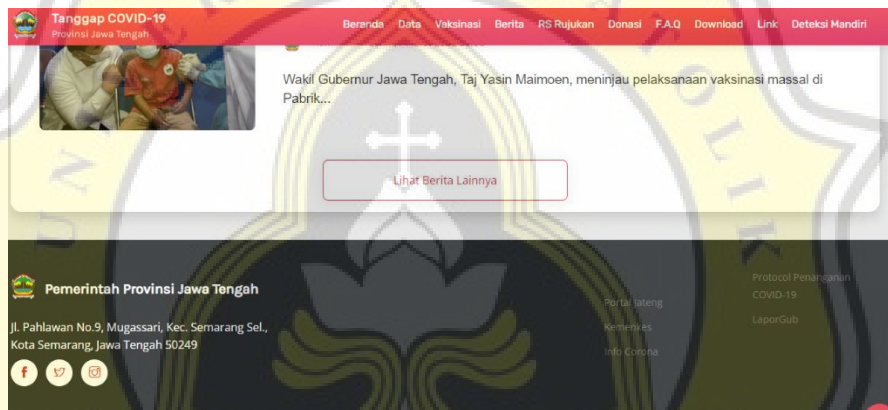 Tanggap COVID-19
Provinsi Jawa Tengah
Beranda Data Vaksinasi Berita RS Rujukan Donasi F.A.Q Download Link Deteksi Mandiri
Wakil Gubernur Jawa Tengah, Taj Yasin Maimoen, meninjau pelaksanaan vaksinasi massal di
Pabrik...
Lihat Berita Lainnya
Pemerintah Provinsi Jawa Tengah
Jl. Pahlawan No.9, Mugassari, Kec. Semarang Sel.,
Kota Semarang, Jawa Tengah 50249
Portal Jateng
Kemenkes
Info Corona
Protocol Penanganan
COVID-19
LaporGub